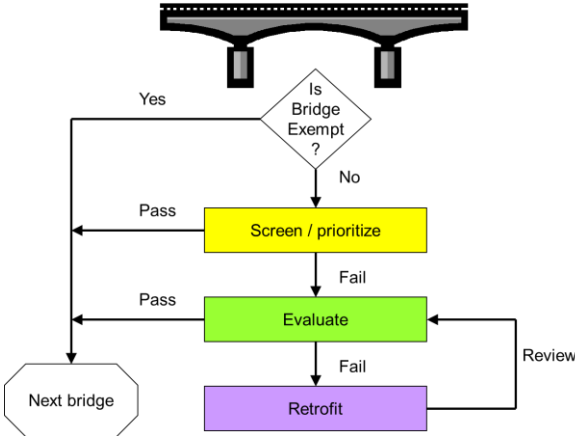 Yes
Is
Bridge
Exempt
?
No
Pass
Screen / prioritize
Fail
Pass
Evaluate
Fail
Review
Next bridge
Retrofit